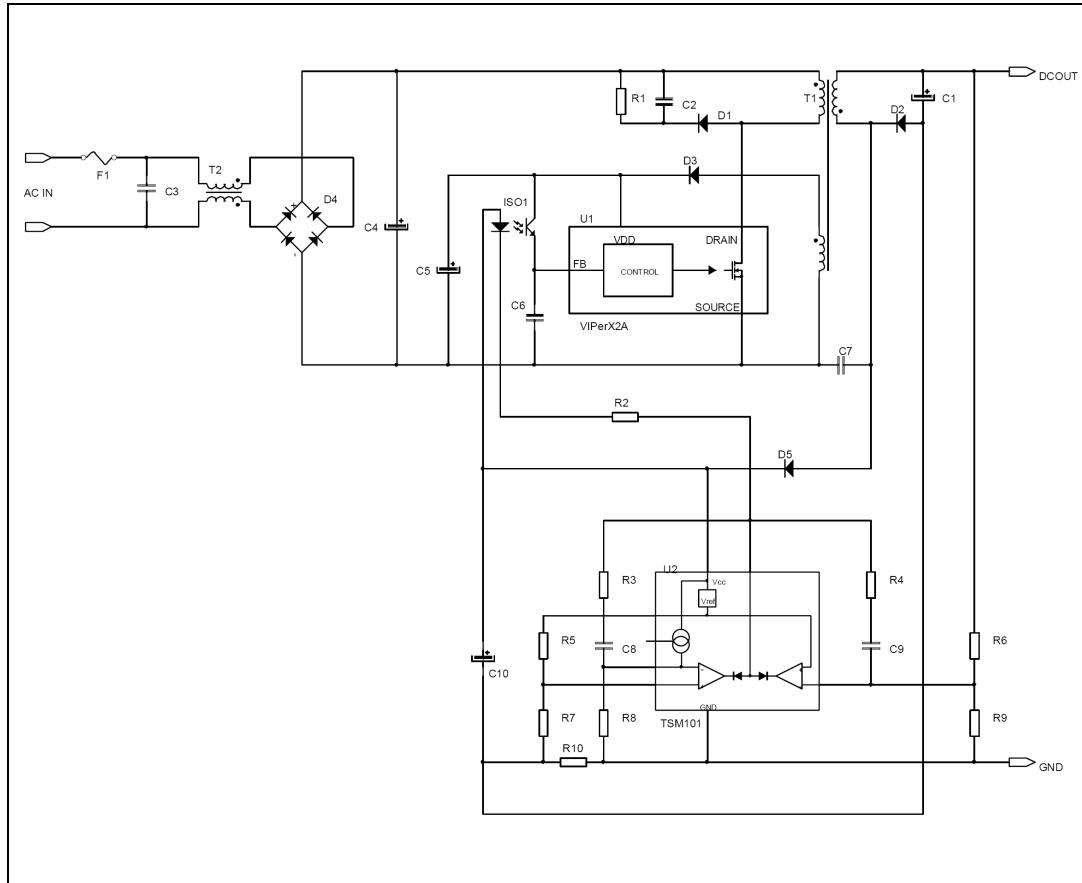 DCOUT
R1
C2
D1
T1
D2
C1
F1
T2
C3
AC IN
D4
+
-
C4
+
ISO1
D3
U1
VDD
DRAIN
C5
+
FB
CONTROL
C6
SOURCE
VIPerX2A
C7
R2
D5
U2
R3
Vcc
Vref
R4
R5
C8
C9
R6
C10
+
-
+
+
-
GND
R7
R8
TSM101
R9
R10
GND